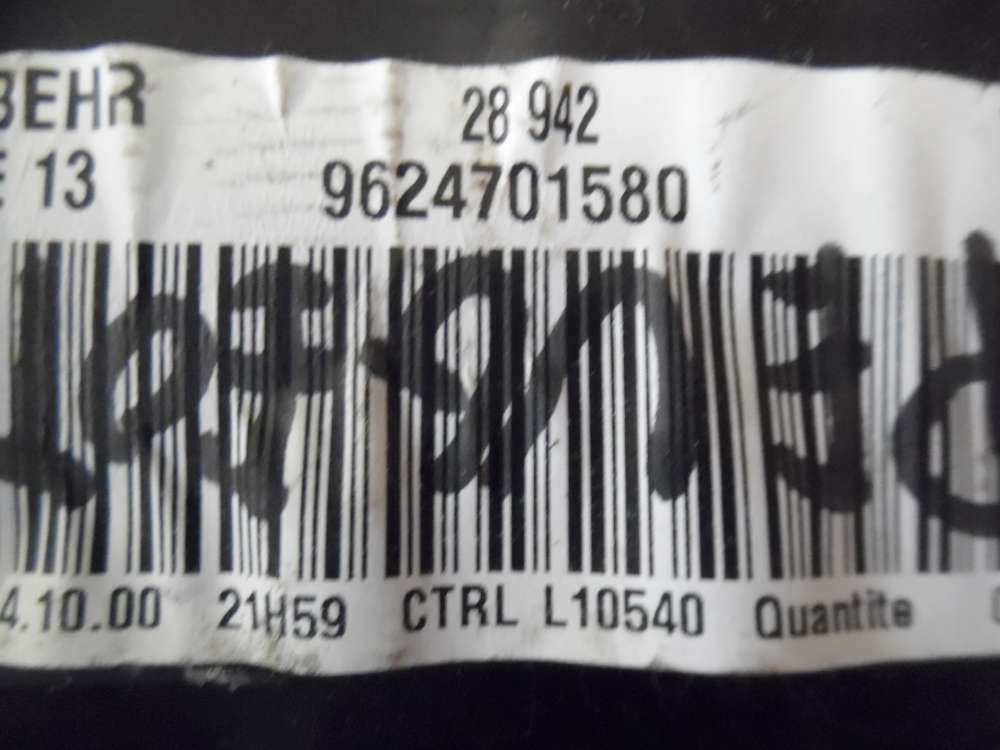 BEHR 28 942
E 13 9624701580
4.10.00 21H59 CTRL L10540 Quantite